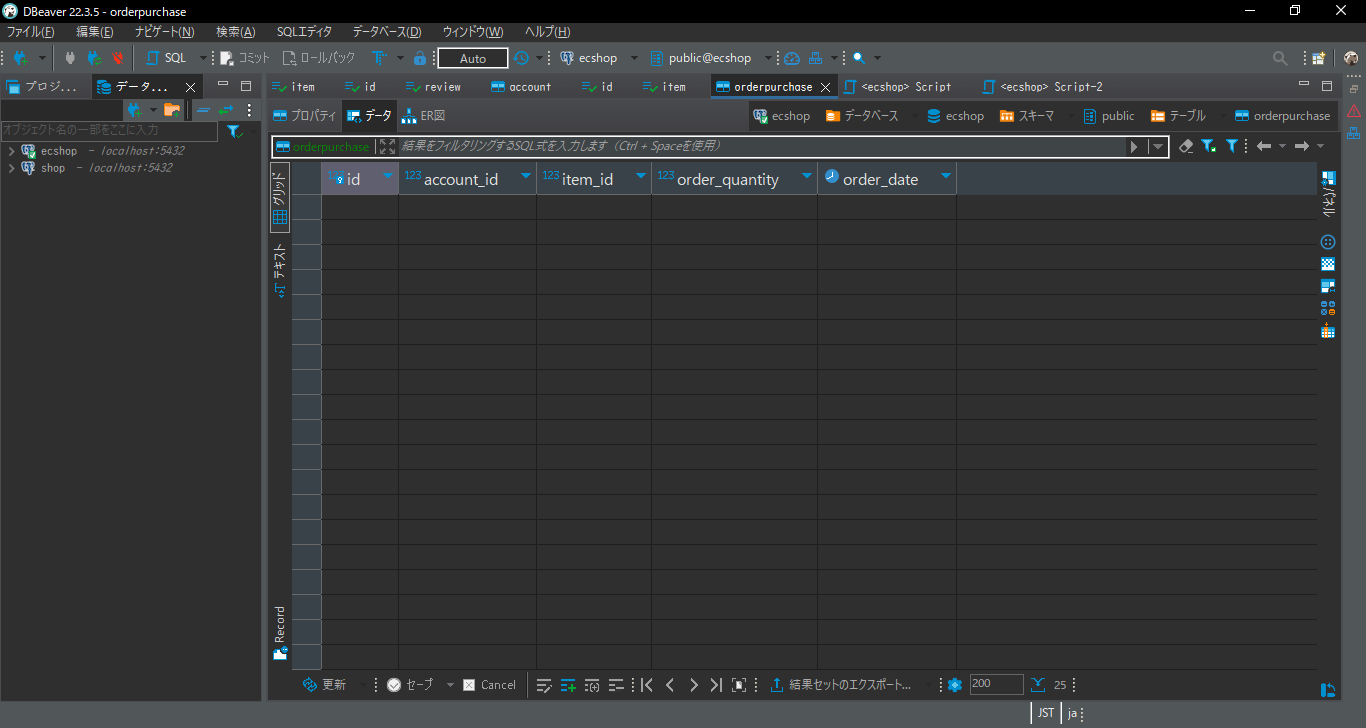 DBeaver 22.3.5 - orderpurchase
ファイル(F) 編集(E) ナビゲート(N) 検索(A) SQLエディタ データベース(D) ウィンドウ(W) ヘルプ(H)
SQL コミット ロールバック Auto ecshop public@ecshop
プロジ... データ... item id review account id item orderpurchase <ecshop> Script <ecshop> Script-2
プロパティ データ ER図 ecshop データベース ecshop スキーマ public テーブル orderpurchase
オブジェクト名の一部をここに入力
ecshop - localhost:5432
shop - localhost:5432
orderpurchase 結果をフィルタリングするSQL式を入力します (Ctrl + Spaceを使用)
グリッド
テキスト
Record
123 id 123 account_id 123 item_id 123 order_quantity order_date
パネル
更新 セーブ Cancel 結果セットのエクスポート... 200 25
JST ja